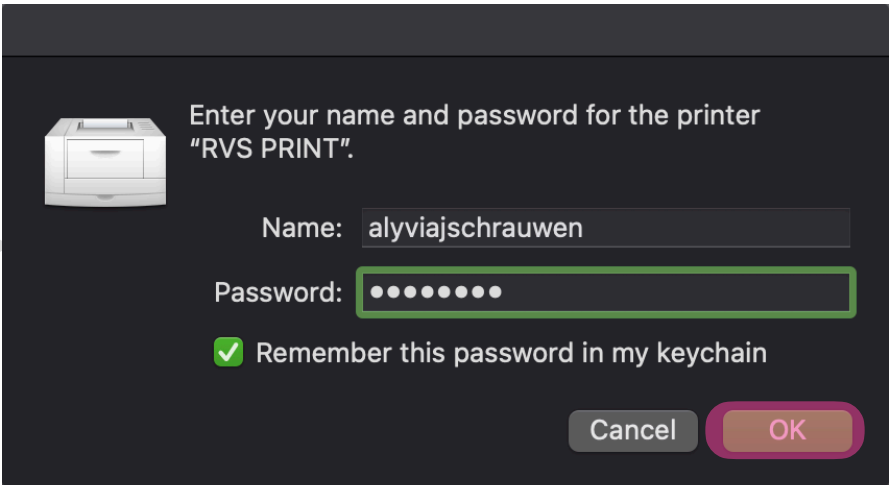 Enter your name and password for the printer
“RVS PRINT”.
Name: alyviajschrauwen
Password: ••••••••
Remember this password in my keychain
Cancel OK